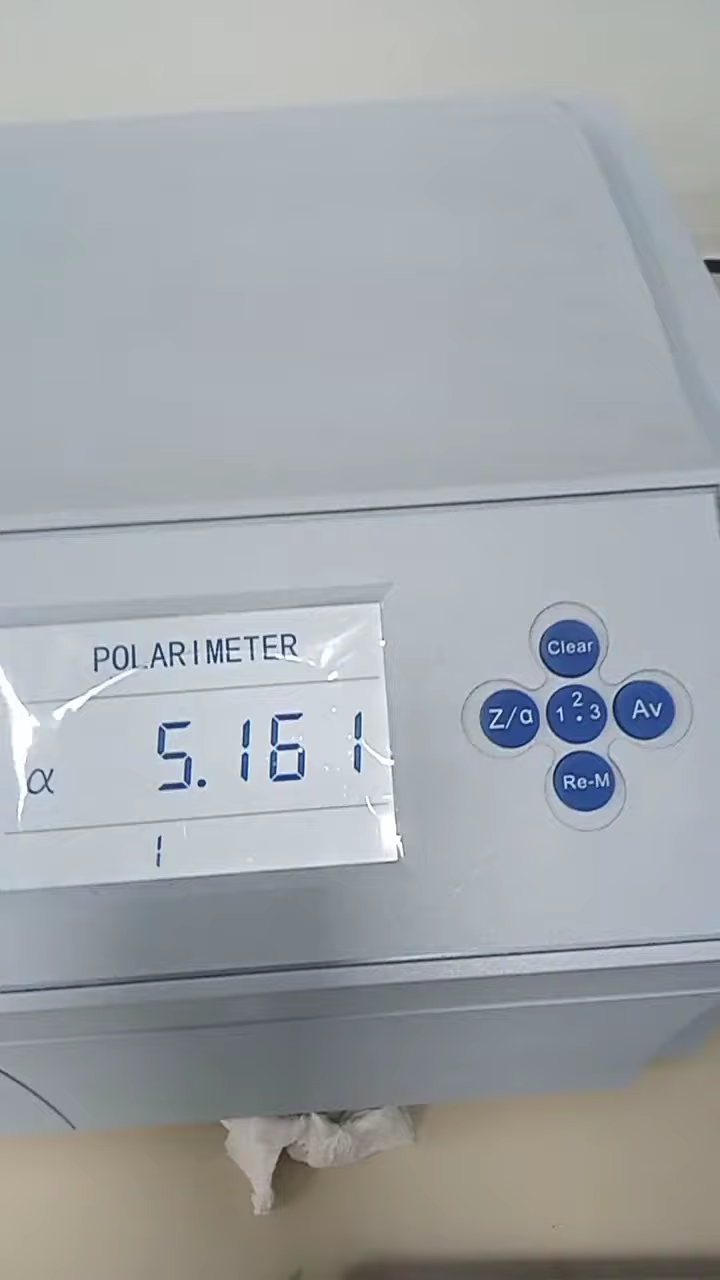 POLARIMETER
α 5.161
1
Clear
Z/α 1.2.3 Av
Re-M